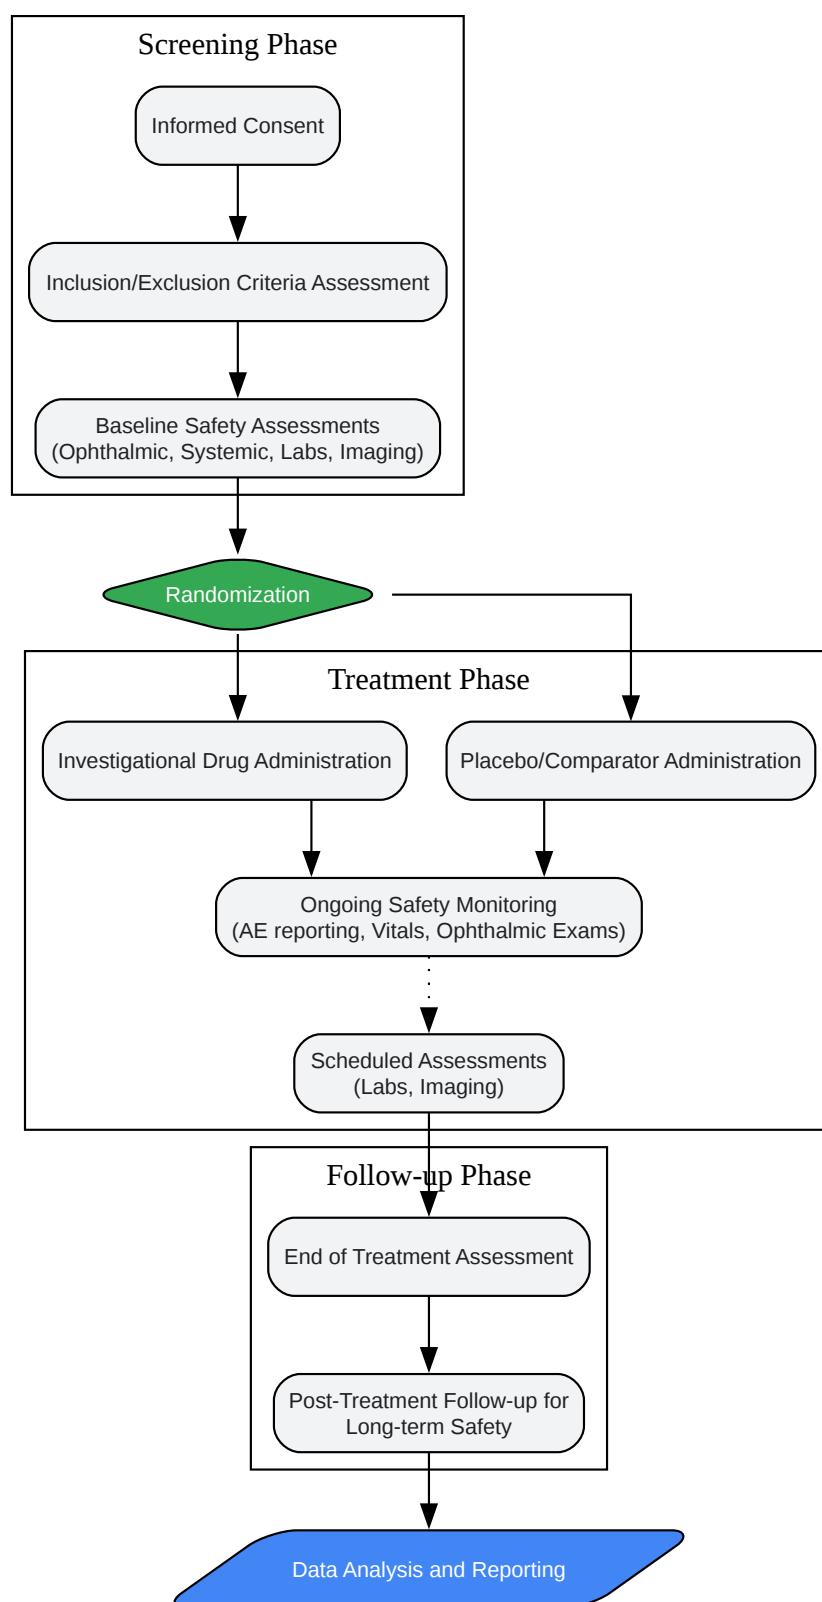 Screening Phase
Informed Consent
Inclusion/Exclusion Criteria Assessment
Baseline Safety Assessments
(Ophthalmic, Systemic, Labs, Imaging)
Randomization
Treatment Phase
Investigational Drug Administration
Placebo/Comparator Administration
Ongoing Safety Monitoring
(AE reporting, Vitals, Ophthalmic Exams)
Scheduled Assessments
(Labs, Imaging)
Follow-up Phase
End of Treatment Assessment
Post-Treatment Follow-up for
Long-term Safety
Data Analysis and Reporting